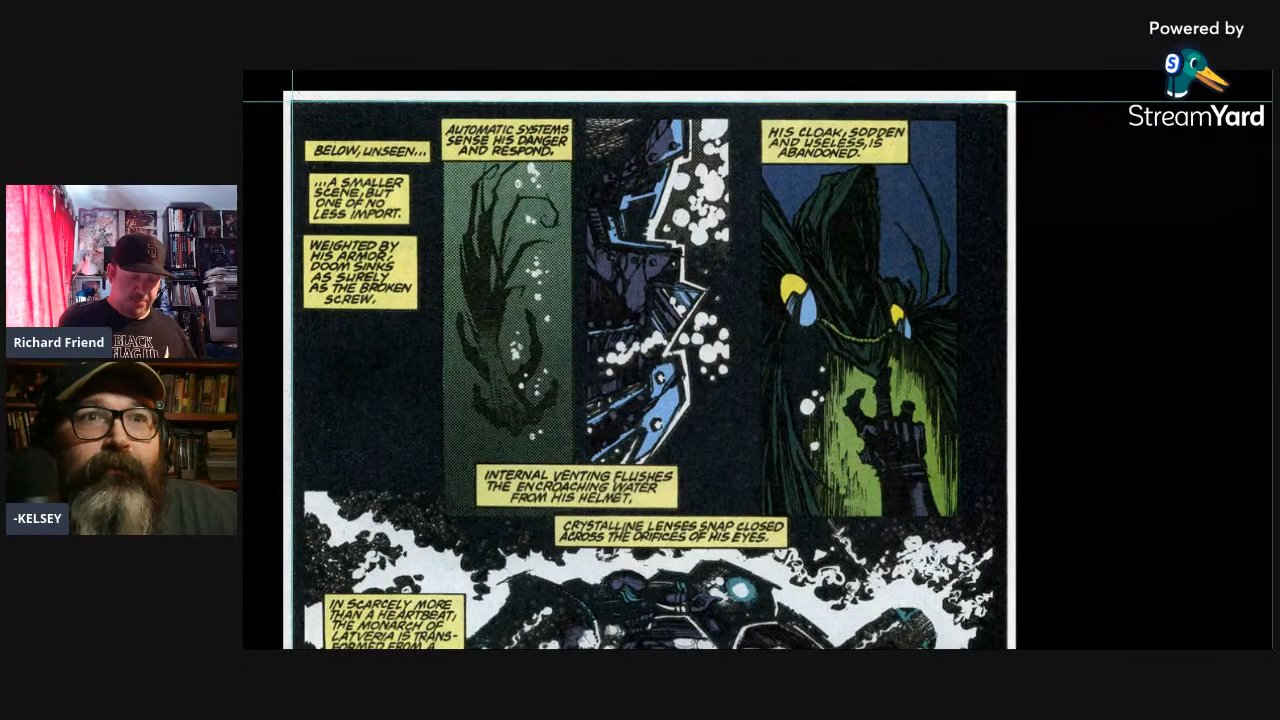 Powered by
S
StreamYard
BELOW, UNSEEN...
...A SMALLER
SCENE, BUT
ONE OF NO
LESS IMPORT.
WEIGHTED BY
HIS ARMOR,
DOOM SINKS
AS SURELY
AS THE BROKEN
SCREW.
AUTOMATIC SYSTEMS
SENSE HIS DANGER
AND RESPOND.
INTERNAL VENTING FLUSHES
THE ENCROACHING WATER
FROM HIS HELMET.
HIS CLOAK, SODDEN
AND USELESS, IS
ABANDONED.
CRYSTALLINE LENSES SNAP CLOSED
ACROSS THE ORIFICES OF HIS EYES.
IN SCARCELY MORE
THAN A HEARTBEAT,
THE MONARCH OF
LATVERIA IS TRANS-
FORMED FROM A
Richard Friend
BLACK
FLAG
-KELSEY